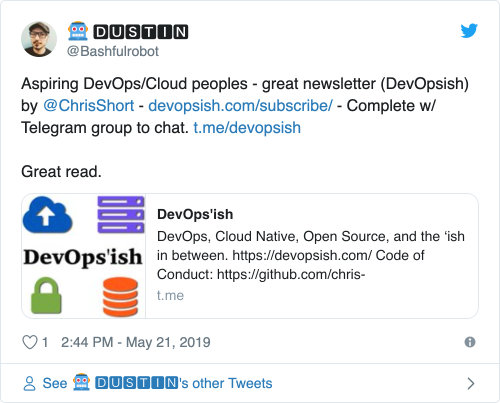 🤖 🅳🆄🆂🆃🅸🅽
@Bashfulrobot
Aspiring DevOps/Cloud peoples - great newsletter (DevOpsish)
by @ChrisShort - devopsish.com/subscribe/ - Complete w/
Telegram group to chat. t.me/devopsish
Great read.
DevOps'ish
DevOps'ish
DevOps, Cloud Native, Open Source, and the ‘ish
in between. https://devopsish.com/ Code of
Conduct: https://github.com/chris-
t.me
1 2:44 PM - May 21, 2019
See 🤖 🅳🆄🆂🆃🅸🅽's other Tweets